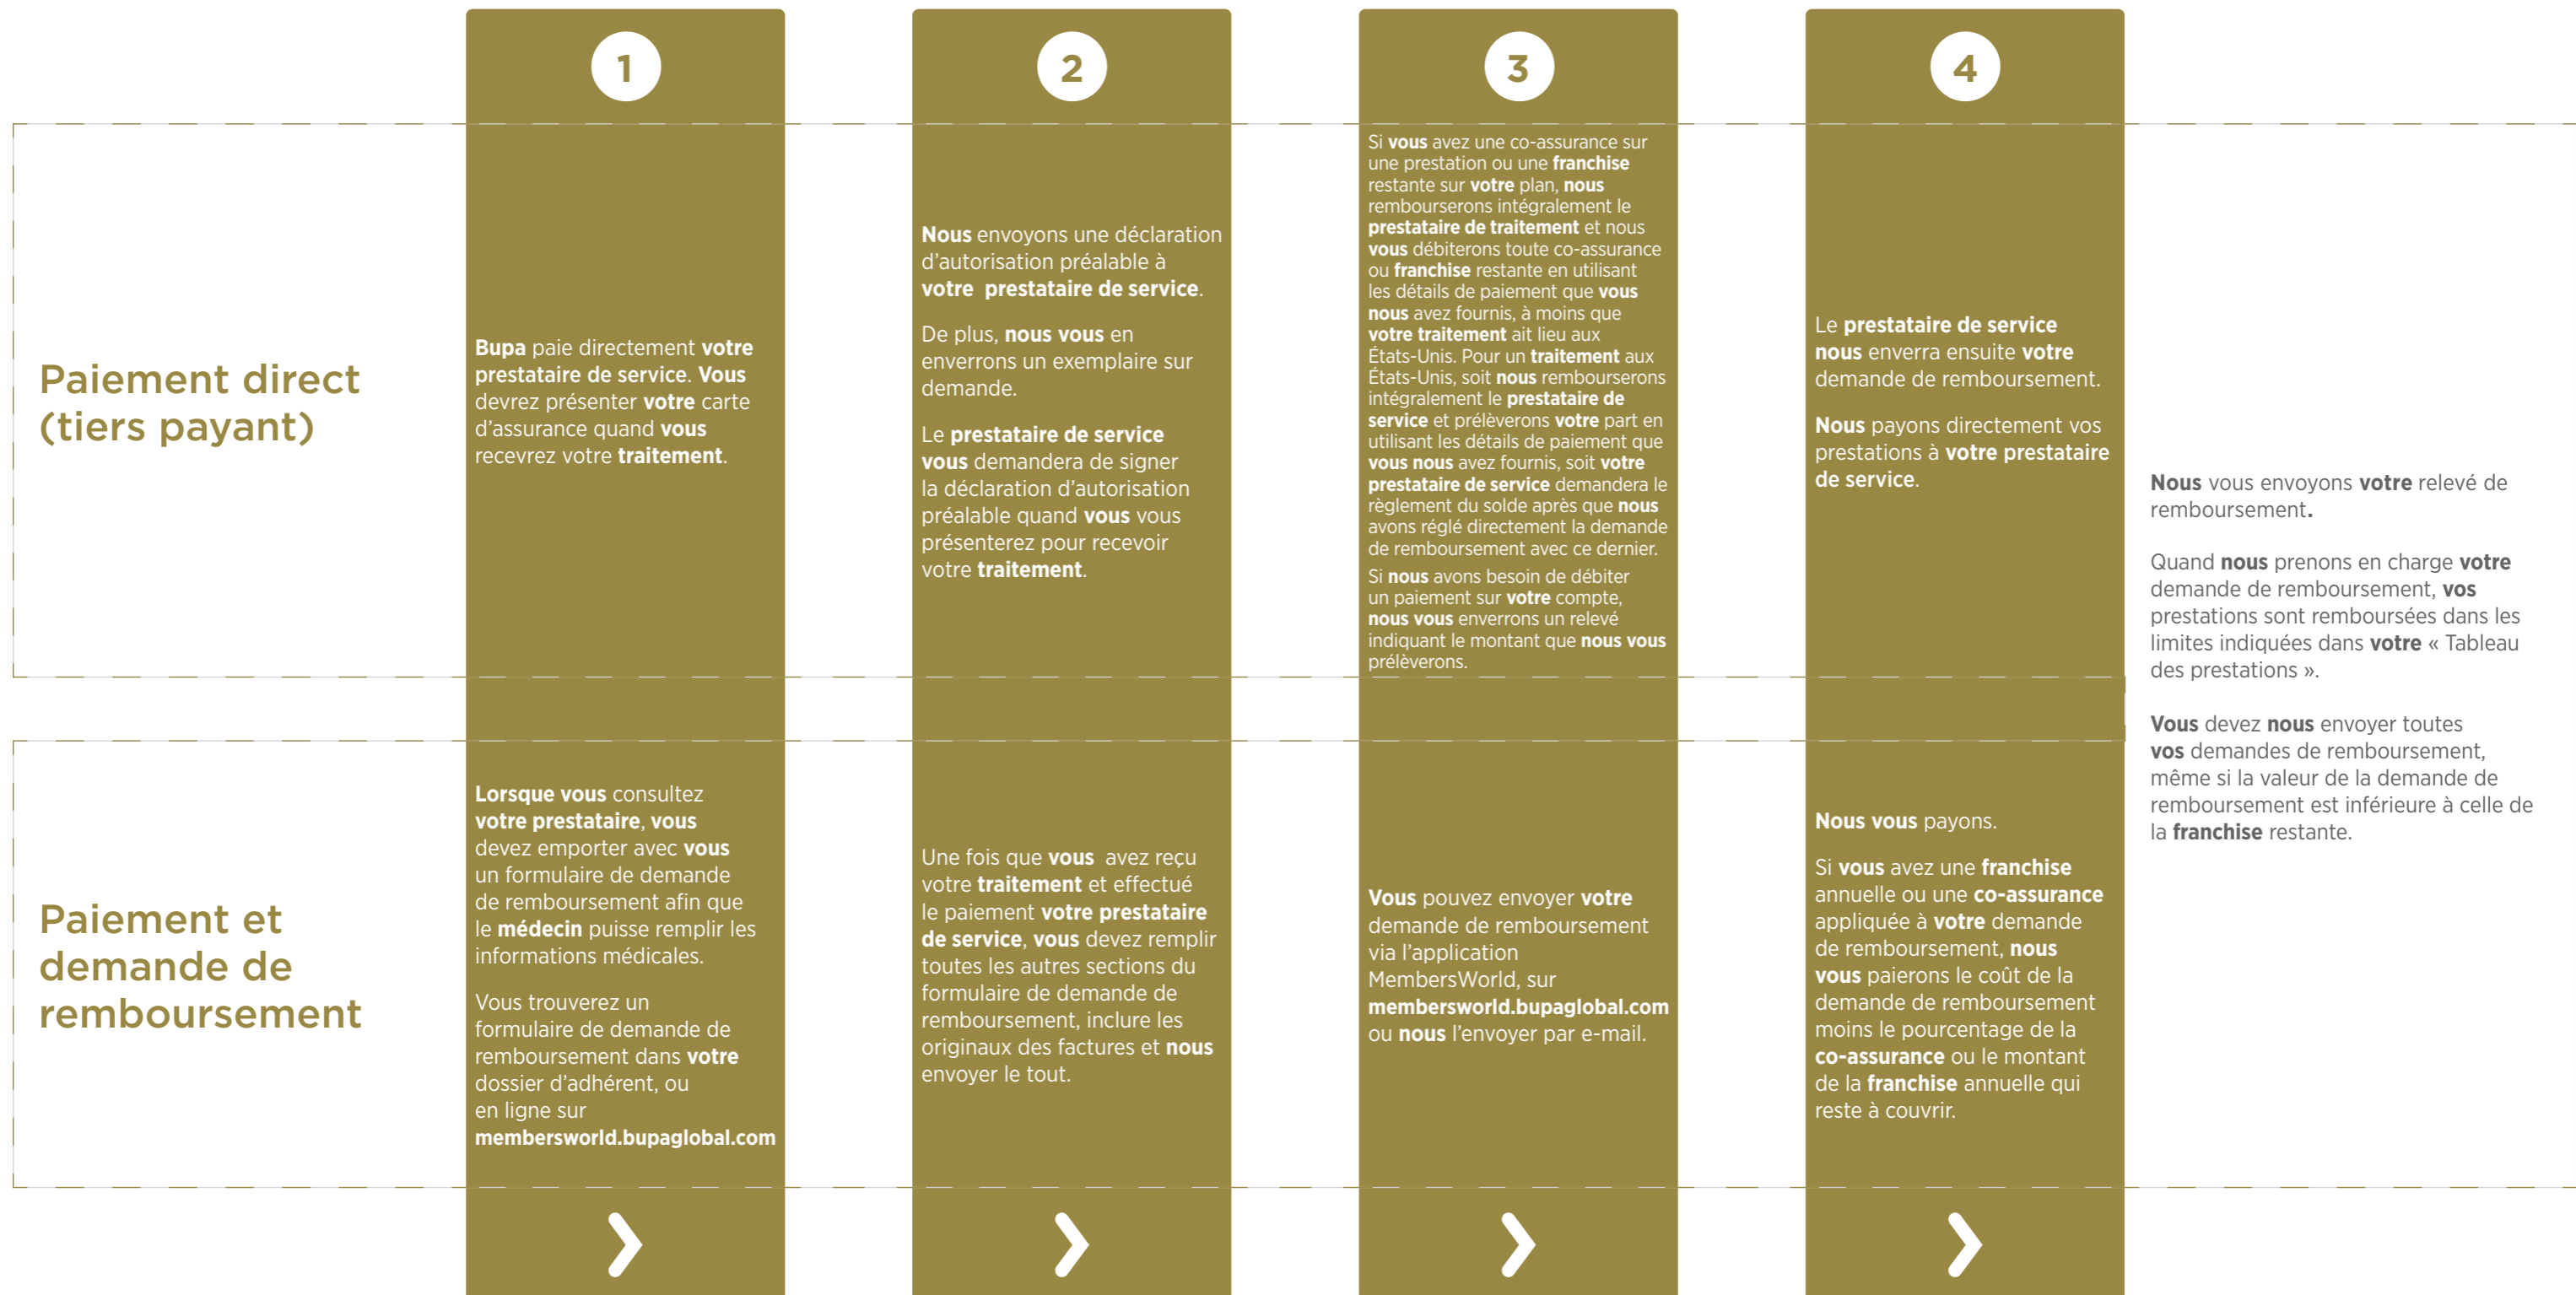 1
2
3
4
Paiement direct
(tiers payant)
Bupa paie directement votre
prestataire de service. Vous
devrez présenter votre carte
d'assurance quand vous
recevrez votre traitement.
Nous envoyons une déclaration
d'autorisation préalable à
votre prestataire de service.
De plus, nous vous en
enverrons un exemplaire sur
demande.
Le prestataire de service
vous demandera de signer
la déclaration d'autorisation
préalable quand vous vous
présenterez pour recevoir
votre traitement.
Si vous avez une co-assurance sur
une prestation ou une franchise
restante sur votre plan, nous
rembourserons intégralement le
prestataire de traitement et nous
vous débiterons toute co-assurance
ou franchise restante en utilisant
les détails de paiement que vous
nous avez fournis, à moins que
votre traitement ait lieu aux
États-Unis. Pour un traitement aux
États-Unis, soit nous rembourserons
intégralement le prestataire de
service et prélèverons votre part en
utilisant les détails de paiement que
vous nous avez fournis, soit votre
prestataire de service demandera le
règlement du solde après que nous
avons réglé directement la demande
de remboursement avec ce dernier.
Si nous avons besoin de débiter
un paiement sur votre compte,
nous vous enverrons un relevé
indiquant le montant que nous vous
prélèverons.
Le prestataire de service
nous enverra ensuite votre
demande de remboursement.
Nous payons directement vos
prestations à votre prestataire
de service.
Paiement et
demande de
remboursement
Lorsque vous consultez
votre prestataire, vous
devez emporter avec vous
un formulaire de demande
de remboursement afin que
le médecin puisse remplir les
informations médicales.
Vous trouverez un
formulaire de demande de
remboursement dans votre
dossier d'adhérent, ou
en ligne sur
membersworld.bupaglobal.com
Une fois que vous avez reçu
votre traitement et effectué
le paiement votre prestataire
de service, vous devez remplir
toutes les autres sections du
formulaire de demande de
remboursement, inclure les
originaux des factures et nous
envoyer le tout.
Vous pouvez envoyer votre
demande de remboursement
via l'application
MembersWorld, sur
membersworld.bupaglobal.com
ou nous l'envoyer par e-mail.
Nous vous payons.
Si vous avez une franchise
annuelle ou une co-assurance
appliquée à votre demande
de remboursement, nous
vous paierons le coût de la
demande de remboursement
moins le pourcentage de la
co-assurance ou le montant
de la franchise annuelle qui
reste à couvrir.
Nous vous envoyons votre relevé de
remboursement.
Quand nous prenons en charge votre
demande de remboursement, vos
prestations sont remboursées dans les
limites indiquées dans votre « Tableau
des prestations ».
Vous devez nous envoyer toutes
vos demandes de remboursement,
même si la valeur de la demande de
remboursement est inférieure à celle de
la franchise restante.